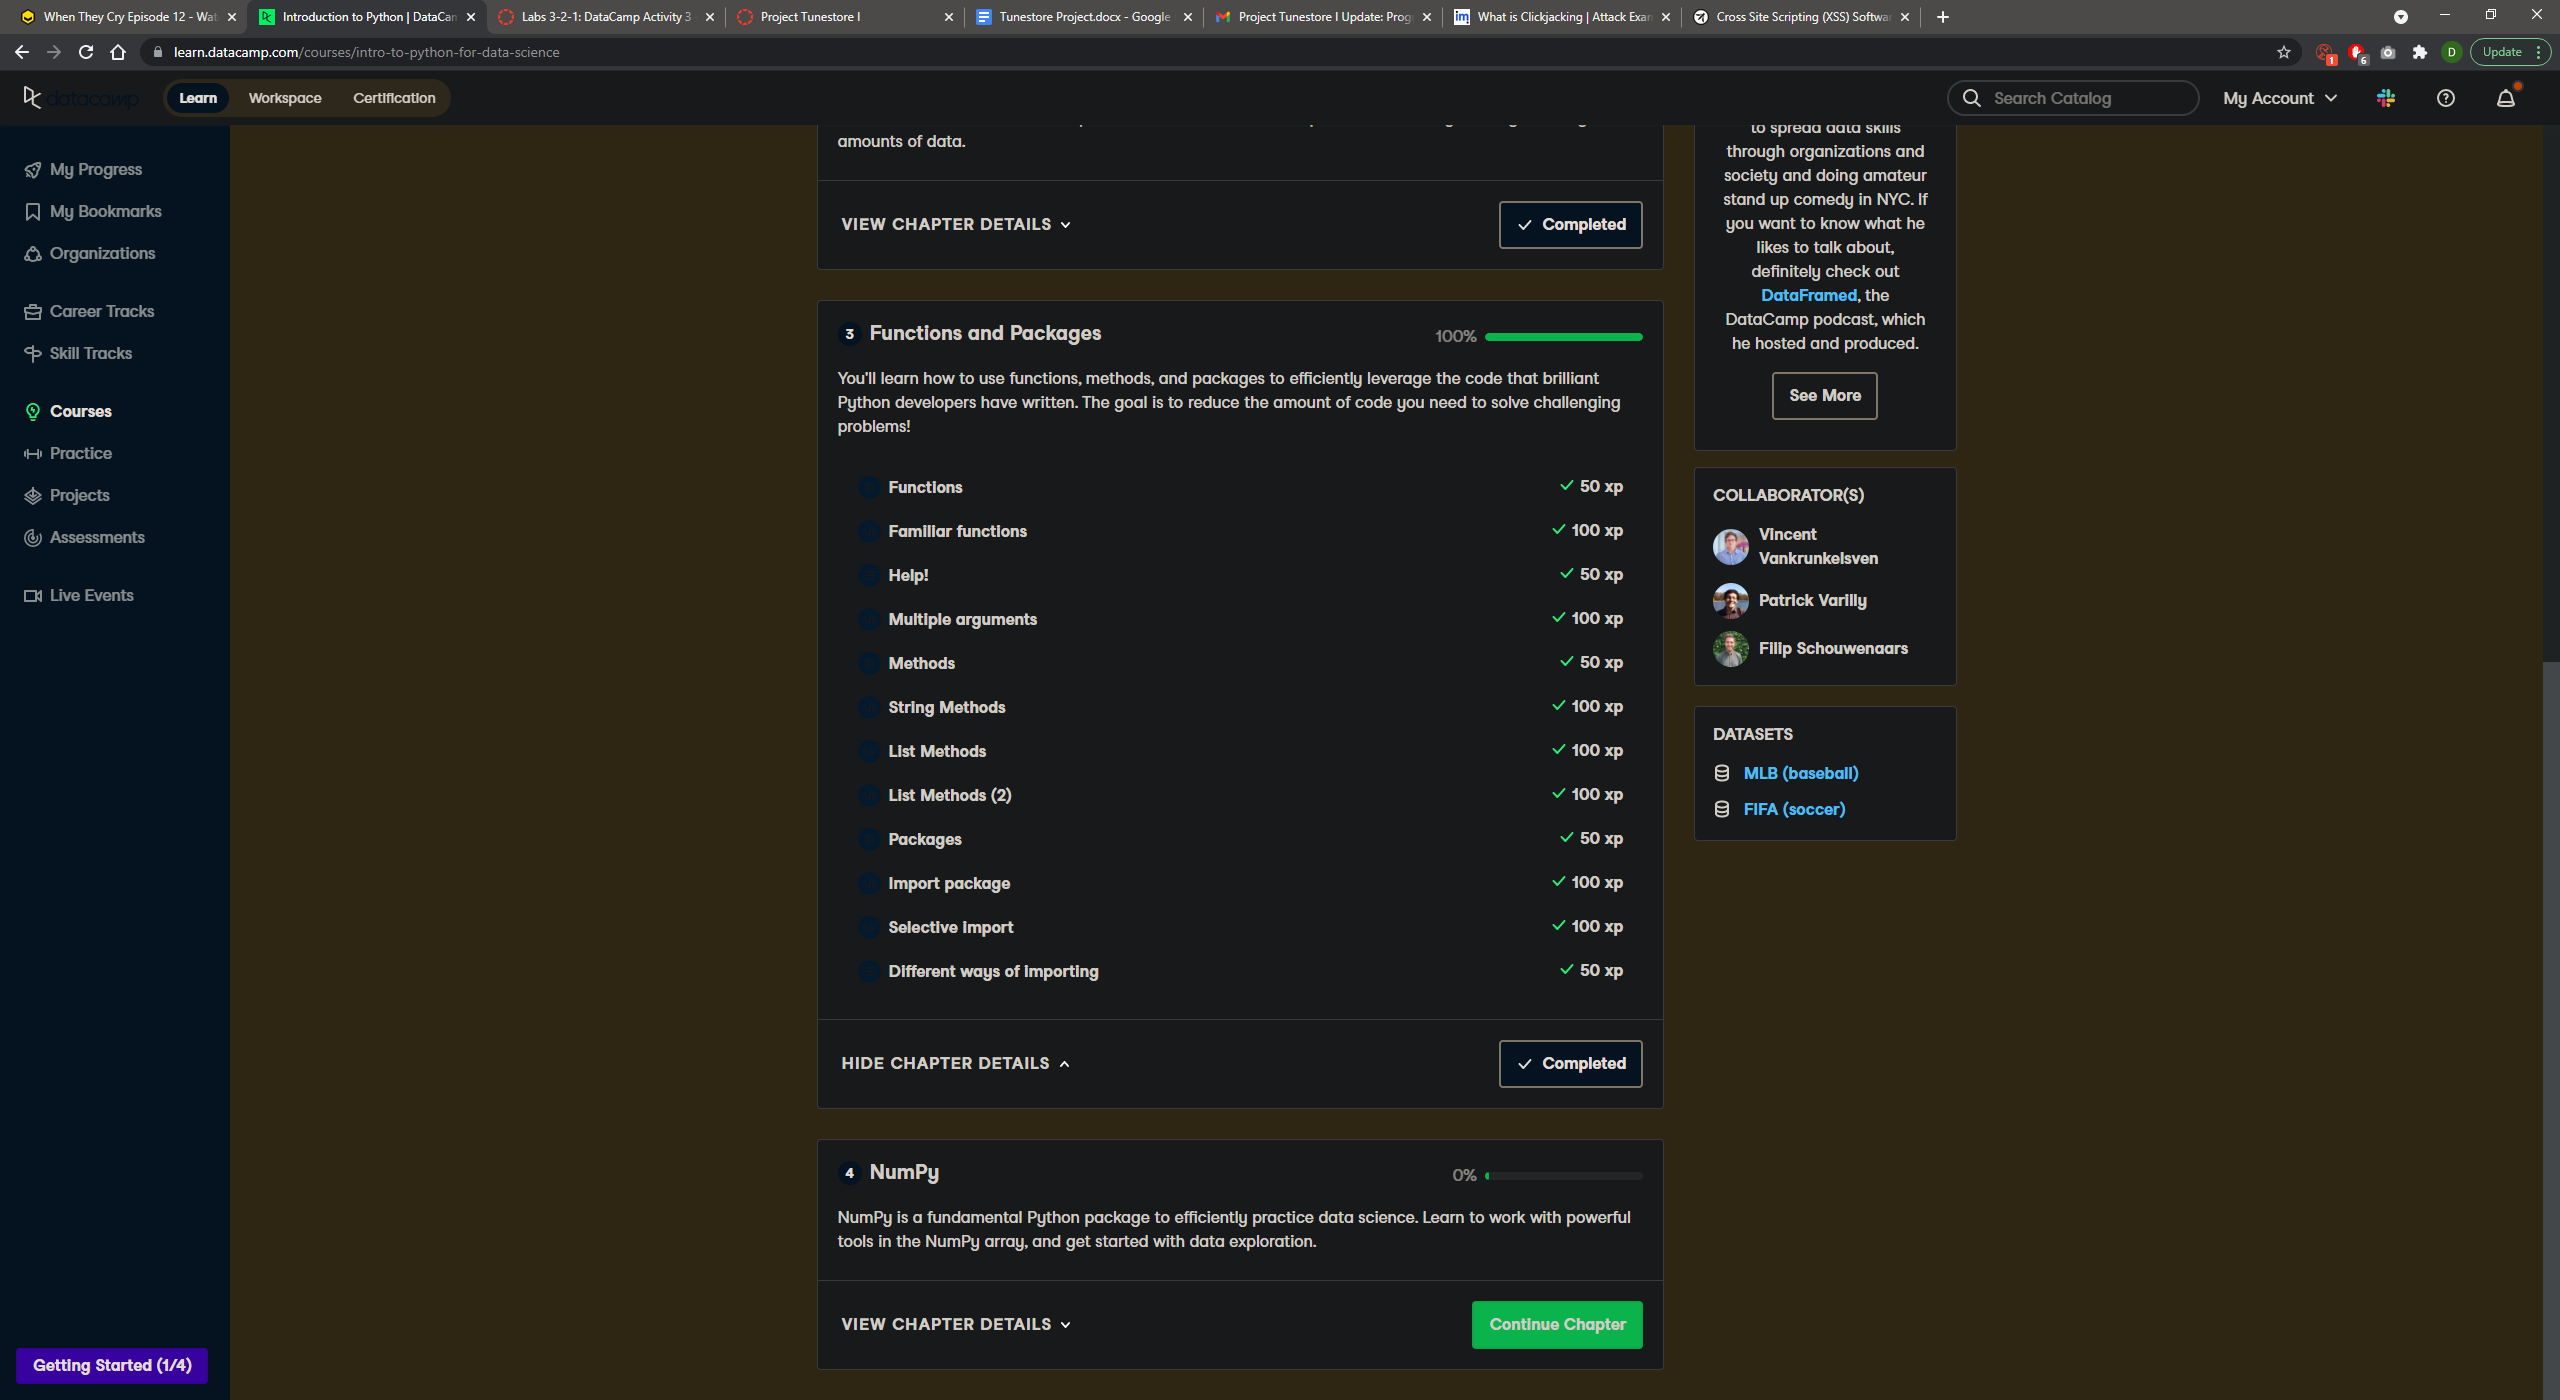 When They Cry Episode 12 - Wat
Introduction to Python | DataCam
Labs 3-2-1: DataCamp Activity 3
Project Tunestore I
Tunestore Project.docx - Google
Project Tunestore I Update: Prog
What is Clickjacking | Attack Exam
Cross Site Scripting (XSS) Softwar
learn.datacamp.com/courses/intro-to-python-for-data-science
1
6
D
Update
datacamp
Learn
Workspace
Certification
Search Catalog
My Account
My Progress
My Bookmarks
Organizations
Career Tracks
Skill Tracks
Courses
Practice
Projects
Assessments
Live Events
Getting Started (1/4)
amounts of data.
VIEW CHAPTER DETAILS
Completed
3 Functions and Packages
100%
You'll learn how to use functions, methods, and packages to efficiently leverage the code that brilliant
Python developers have written. The goal is to reduce the amount of code you need to solve challenging
problems!
Functions 50 xp
Familiar functions 100 xp
Help! 50 xp
Multiple arguments 100 xp
Methods 50 xp
String Methods 100 xp
List Methods 100 xp
List Methods (2) 100 xp
Packages 50 xp
Import package 100 xp
Selective import 100 xp
Different ways of importing 50 xp
HIDE CHAPTER DETAILS
Completed
4 NumPy
0%
NumPy is a fundamental Python package to efficiently practice data science. Learn to work with powerful
tools in the NumPy array, and get started with data exploration.
VIEW CHAPTER DETAILS
Continue Chapter
to spread data skills
through organizations and
society and doing amateur
stand up comedy in NYC. If
you want to know what he
likes to talk about,
definitely check out
DataFramed, the
DataCamp podcast, which
he hosted and produced.
See More
COLLABORATOR(S)
Vincent
Vankrunkelsven
Patrick Varilly
Filip Schouwenaars
DATASETS
MLB (baseball)
FIFA (soccer)